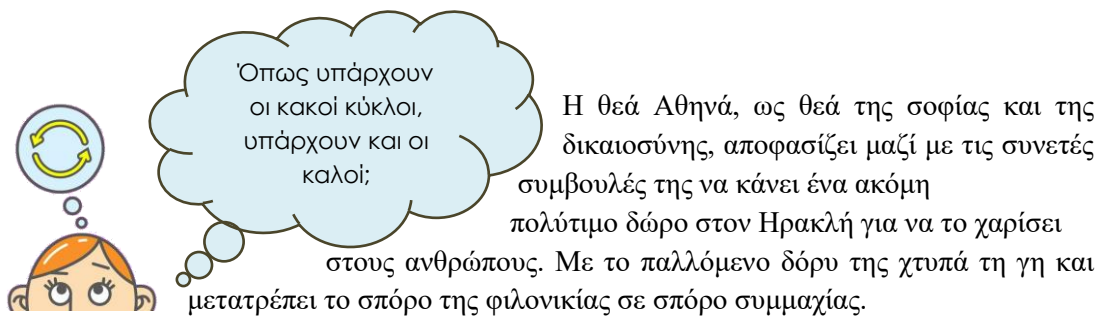 Όπως υπάρχουν
οι κακοί κύκλοι,
υπάρχουν και οι
καλοί;
Η θεά Αθηνά, ως θεά της σοφίας και της
δικαιοσύνης, αποφασίζει μαζί με τις συνετές
συμβουλές της να κάνει ένα ακόμη
πολύτιμο δώρο στον Ηρακλή για να το χαρίσει
στους ανθρώπους. Με το παλλόμενο δόρυ της χτυπά τη γη και
μετατρέπει το σπόρο της φιλονικίας σε σπόρο συμμαχίας.